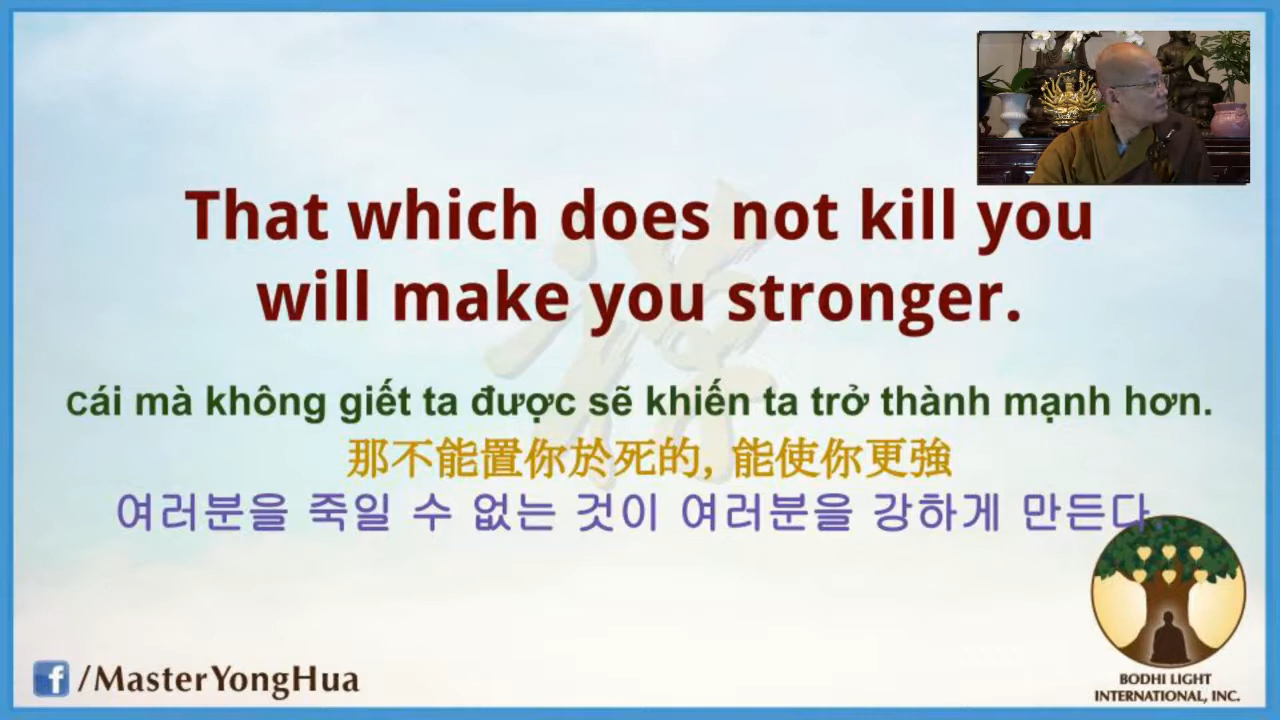 That which does not kill you
will make you stronger.
cái mà không giết ta được sẽ khiến ta trở thành mạnh hơn.
那不能置你於死的, 能使你更強
여러분을 죽일 수 없는 것이 여러분을 강하게 만든다.
f/MasterYongHua
BODHI LIGHT
INTERNATIONAL, INC.